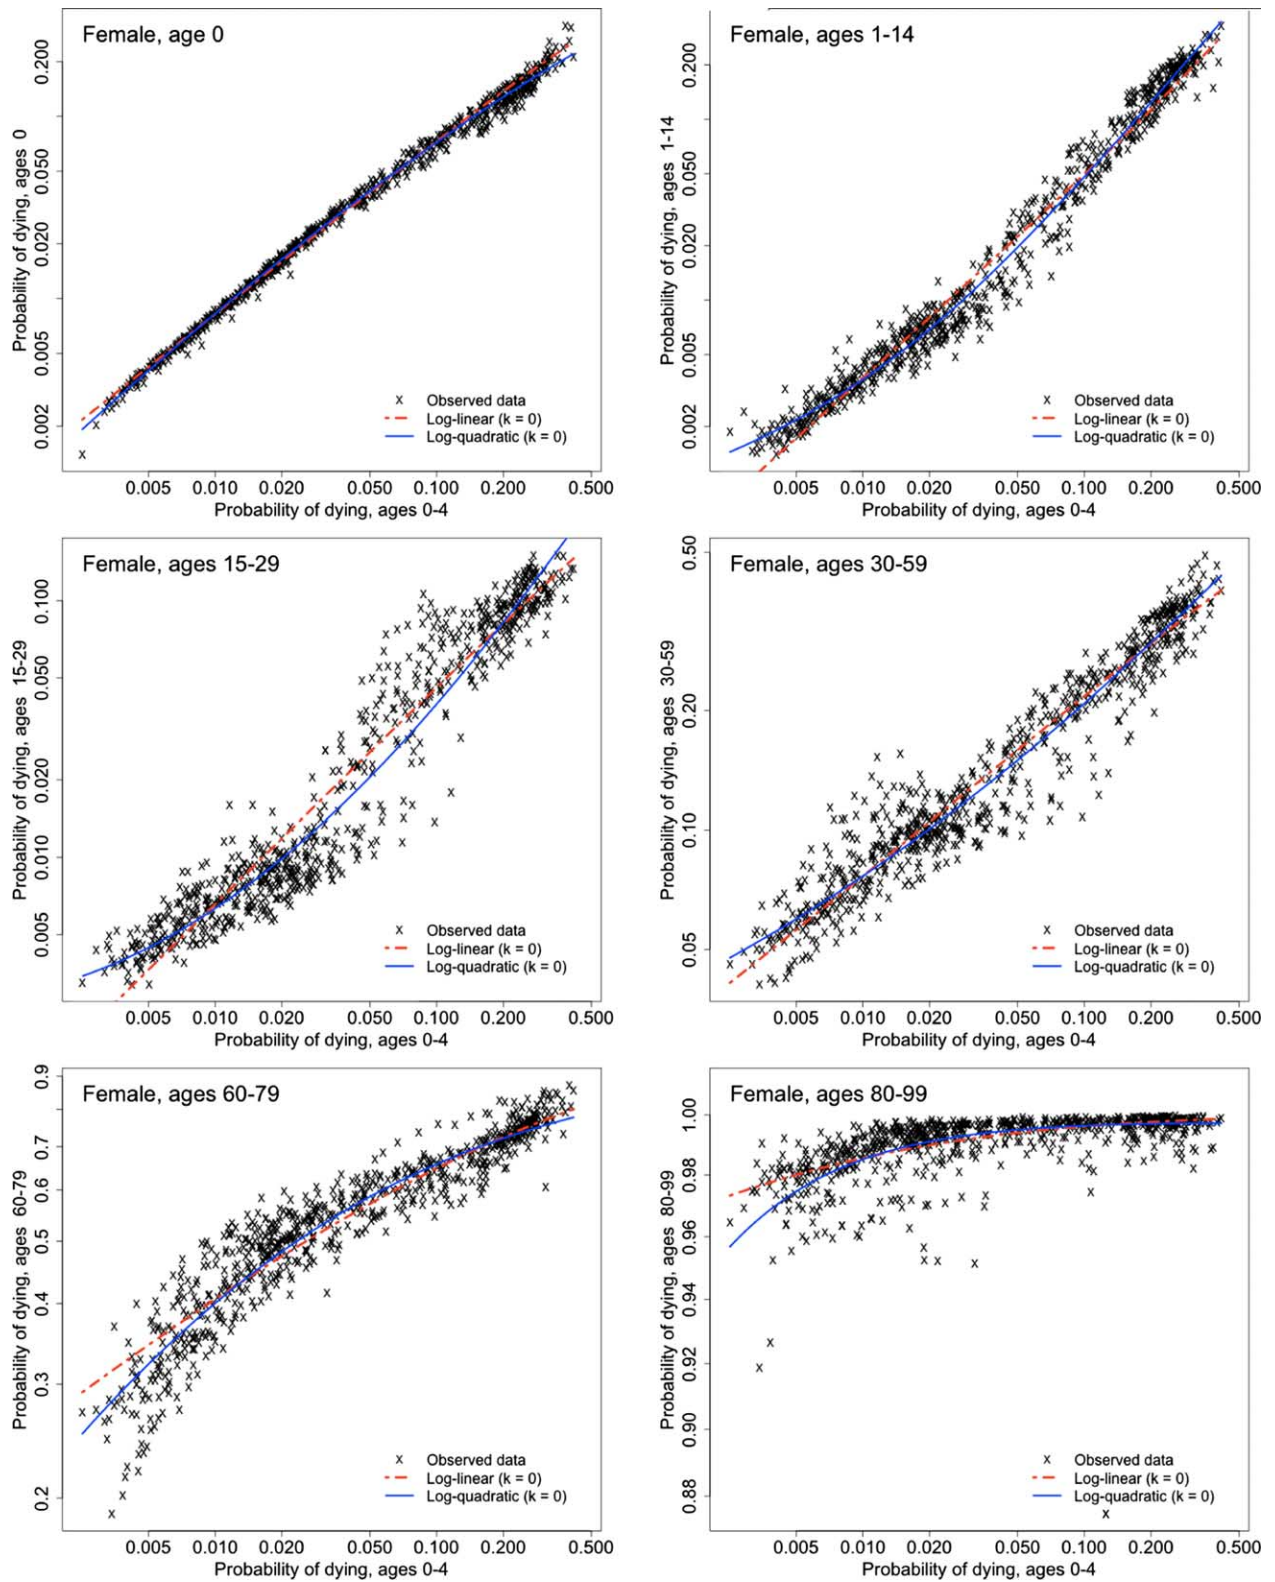 Female, age 0
Probability of dying, ages 0
0.200
0.050
0.020
0.005
0.002
x Observed data
Log-linear (k = 0)
Log-quadratic (k = 0)
0.005 0.010 0.020 0.050 0.100 0.200 0.500
Probability of dying, ages 0-4
Female, ages 1-14
Probability of dying, ages 1-14
0.200
0.050
0.020
0.005
0.002
x Observed data
Log-linear (k = 0)
Log-quadratic (k = 0)
0.005 0.010 0.020 0.050 0.100 0.200 0.500
Probability of dying, ages 0-4
Female, ages 15-29
Probability of dying, ages 15-29
0.100
0.050
0.020
0.010
0.005
x Observed data
Log-linear (k = 0)
Log-quadratic (k = 0)
0.005 0.010 0.020 0.050 0.100 0.200 0.500
Probability of dying, ages 0-4
Female, ages 30-59
Probability of dying, ages 30-59
0.50
0.20
0.10
0.05
x Observed data
Log-linear (k = 0)
Log-quadratic (k = 0)
0.005 0.010 0.020 0.050 0.100 0.200 0.500
Probability of dying, ages 0-4
Female, ages 60-79
Probability of dying, ages 60-79
0.9
0.7
0.6
0.5
0.4
0.3
0.2
x Observed data
Log-linear (k = 0)
Log-quadratic (k = 0)
0.005 0.010 0.020 0.050 0.100 0.200 0.500
Probability of dying, ages 0-4
Female, ages 80-99
Probability of dying, ages 80-99
1.00
0.98
0.96
0.94
0.92
0.90
0.88
x Observed data
Log-linear (k = 0)
Log-quadratic (k = 0)
0.005 0.010 0.020 0.050 0.100 0.200 0.500
Probability of dying, ages 0-4